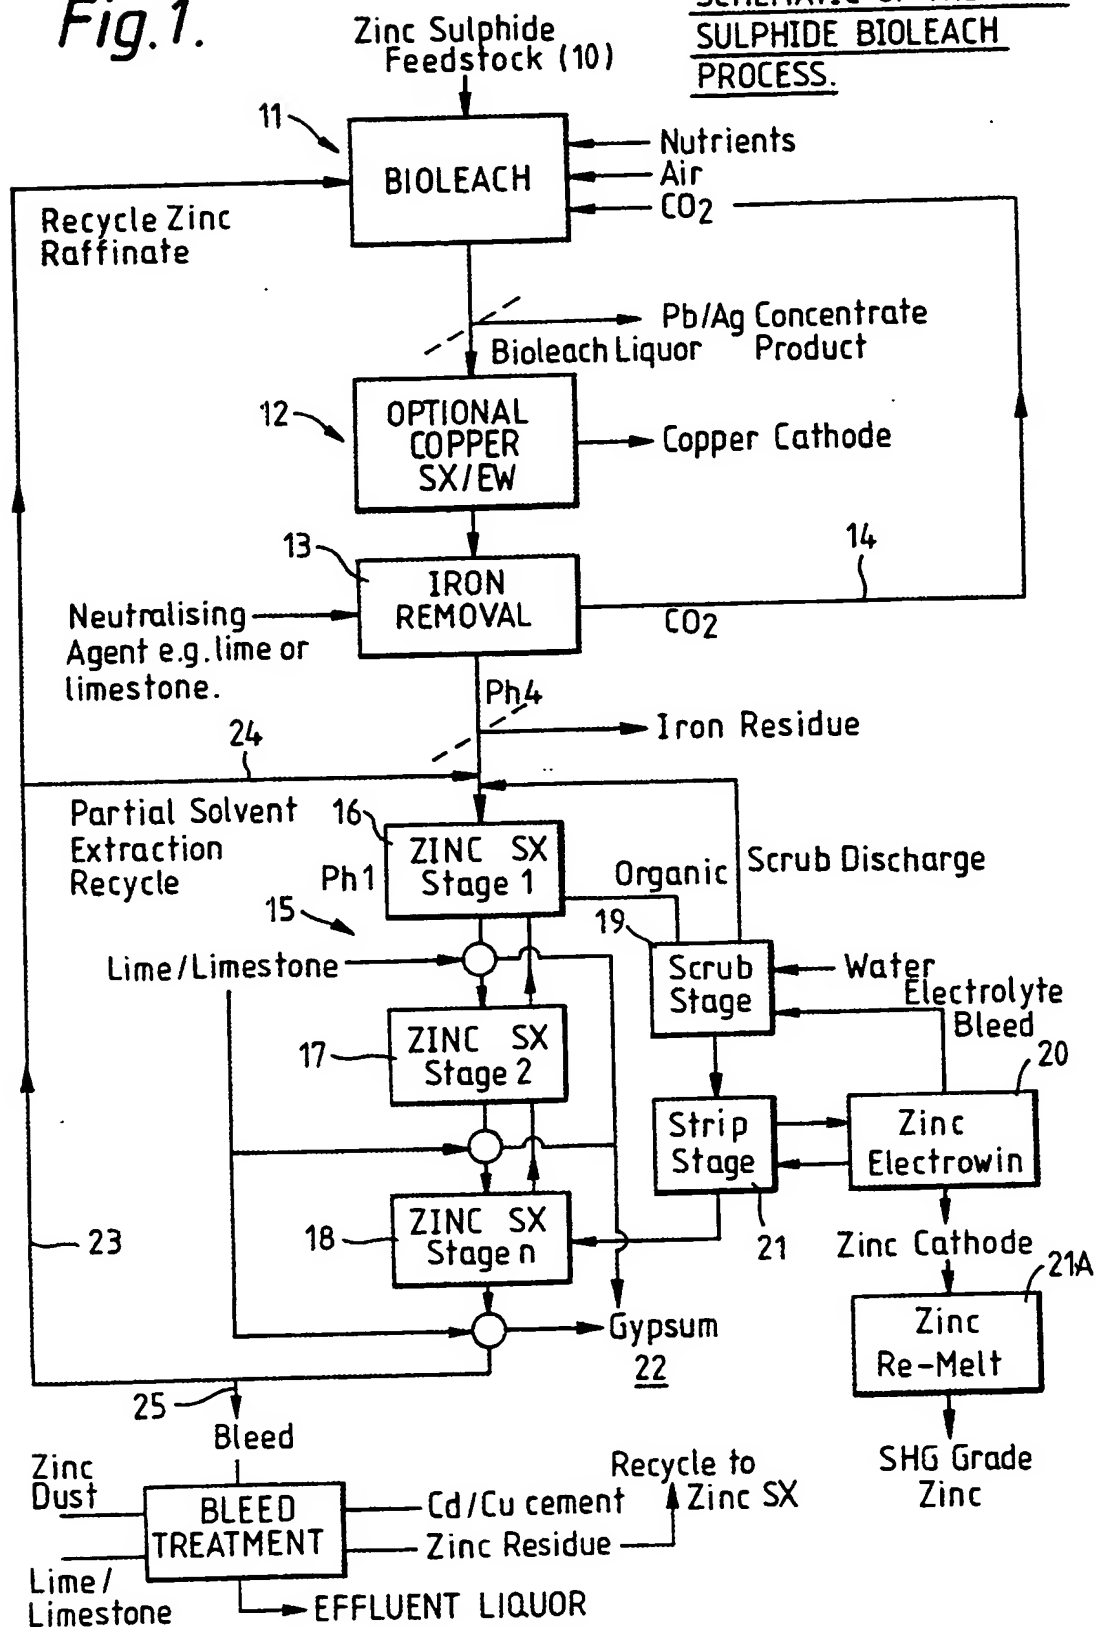 Fig.1.
SULPHIDE BIOLEACH
PROCESS.
Zinc Sulphide
Feedstock (10)
11
BIOLEACH
Nutrients
Air
CO2
Recycle Zinc
Raffinate
Pb/Ag Concentrate
Product
Bioleach Liquor
12
OPTIONAL
COPPER
SX/EW
Copper Cathode
13
IRON
REMOVAL
14
CO2
Neutralising
Agent e.g. lime or
limestone.
Ph4
Iron Residue
24
Partial Solvent
Extraction
Recycle
16
ZINC SX
Stage 1
Ph1
Organic
Scrub Discharge
15
19
Lime/Limestone
Scrub
Stage
Water
Electrolyte
Bleed
17
ZINC SX
Stage 2
20
Strip
Stage
Zinc
Electrowin
18
ZINC SX
Stage n
23
21
Zinc Cathode
21A
Gypsum
22
Zinc
Re-Melt
25
Bleed
SHG Grade
Zinc
Zinc
Dust
BLEED
TREATMENT
Cd/Cu cement
Zinc Residue
Recycle to
Zinc SX
Lime/
Limestone
EFFLUENT LIQUOR